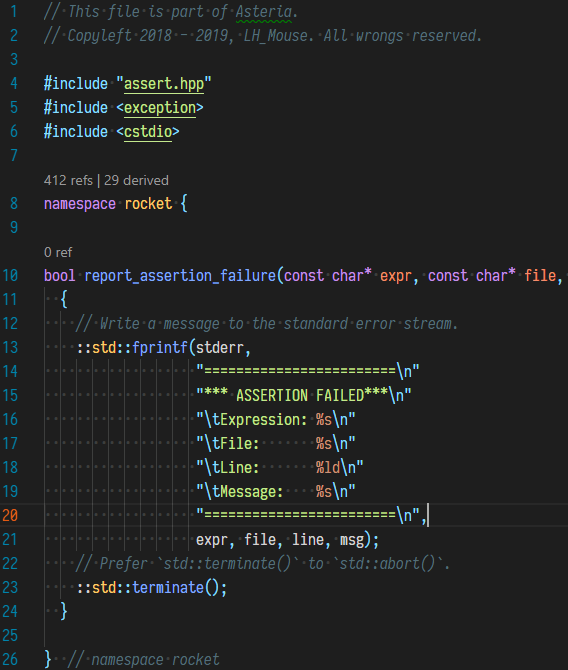 1 // This file is part of Asteria.
2 // Copyleft 2018 - 2019, LH_Mouse. All wrongs reserved.
3
4 #include "assert.hpp"
5 #include <exception>
6 #include <cstdio>
7
412 refs | 29 derived
8 namespace rocket {
9
0 ref
10 bool report_assertion_failure(const char* expr, const char* file,
11   {
12     // Write a message to the standard error stream.
13     ::std::fprintf(stderr,
14                    "========================\n"
15                    "*** ASSERTION FAILED***\n"
16                    "\tExpression: %s\n"
17                    "\tFile:       %s\n"
18                    "\tLine:       %ld\n"
19                    "\tMessage:    %s\n"
20                    "========================\n",
21                    expr, file, line, msg);
22     // Prefer `std::terminate()` to `std::abort()`.
23     ::std::terminate();
24   }
25
26 }  // namespace rocket